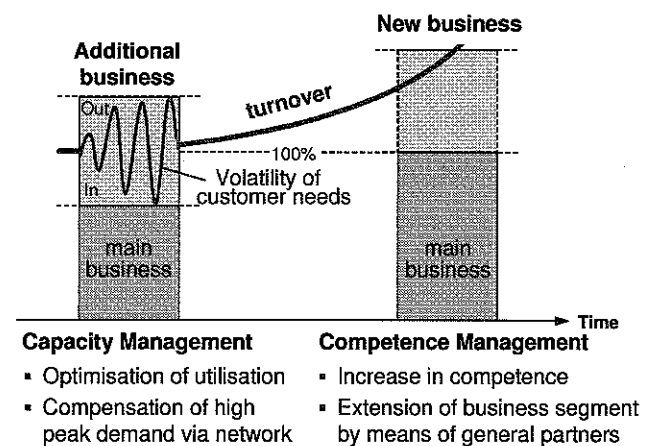 New business
Additional
business
Out
turnover
100%
Volatility of
customer needs
In
main
business
main
business
Time
Capacity Management
▪ Optimisation of utilisation
▪ Compensation of high
peak demand via network
Competence Management
▪ Increase in competence
▪ Extension of business segment
by means of general partners